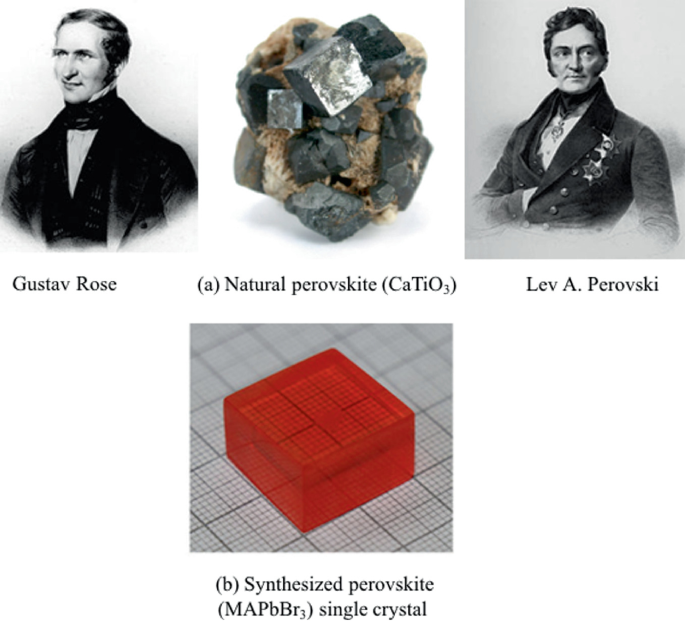 Gustav Rose
(a) Natural perovskite (CaTiO₃)
Lev A. Perovski
(b) Synthesized perovskite
(MAPbBr₃) single crystal